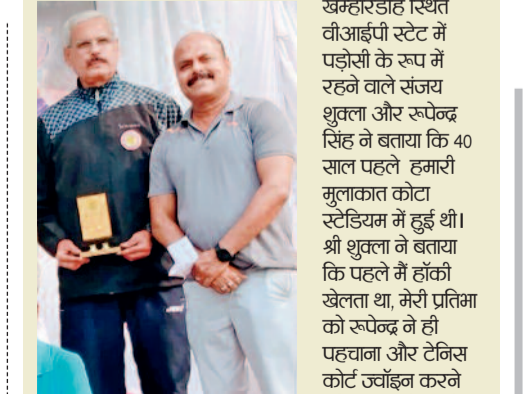 खम्हारडीह स्थित
वीआईपी स्टेट में
पड़ोसी के रूप में
रहने वाले संजय
शुक्ला और रूपेन्द्र
सिंह ने बताया कि 40
साल पहले हमारी
मुलाकात कोटा
स्टेडियम में हुई थी।
श्री शुक्ला ने बताया
कि पहले मैं हॉकी
खेलता था, मेरी प्रतिभा
को रूपेन्द्र ने ही
पहचाना और टेनिस
कोर्ट ज्वॉइन करने